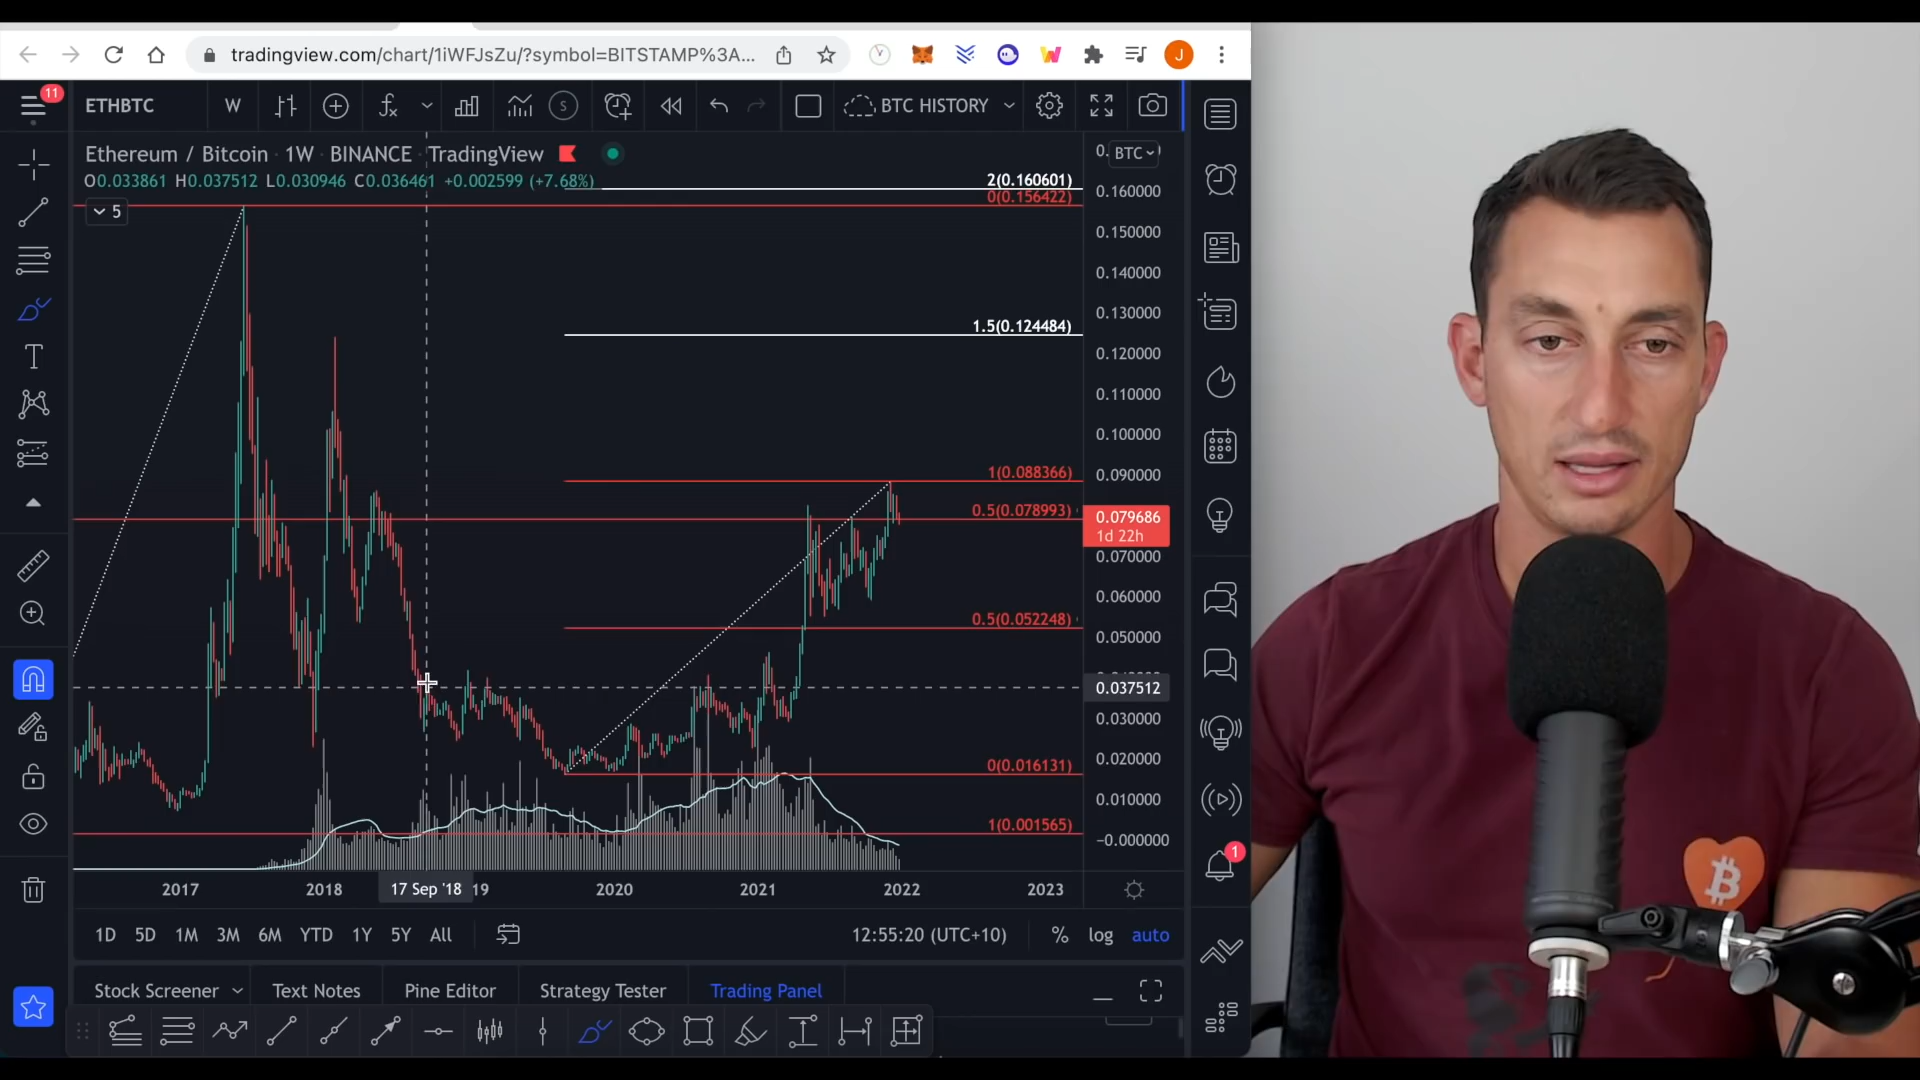 tradingview.com/chart/1iWFJsZu/?symbol=BITSTAMP%3A...
J
11
ETHBTC
W
S
BTC HISTORY
Ethereum / Bitcoin · 1W · BINANCE · TradingView
O0.033861 H0.037512 L0.030946 C0.036461 +0.002599 (+7.68%)
5
BTC
2(0.160601)
0(0.156422)
1.5(0.124484)
1(0.088366)
0.5(0.078993)
0.5(0.052248)
0(0.016131)
1(0.001565)
0.160000
0.150000
0.140000
0.130000
0.120000
0.110000
0.100000
0.090000
0.079686
1d 22h
0.070000
0.060000
0.050000
0.037512
0.030000
0.020000
0.010000
−0.000000
2017
2018
17 Sep '18
19
2020
2021
2022
2023
1
1D 5D 1M 3M 6M YTD 1Y 5Y All
12:55:20 (UTC+10)
% log auto
Stock Screener
Text Notes
Pine Editor
Strategy Tester
Trading Panel
T